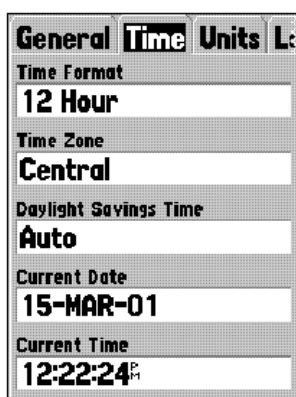 General Time Units Lo
Time Format
12 Hour
Time Zone
Central
Daylight Savings Time
Auto
Current Date
15-MAR-01
Current Time
12:22:24 PM